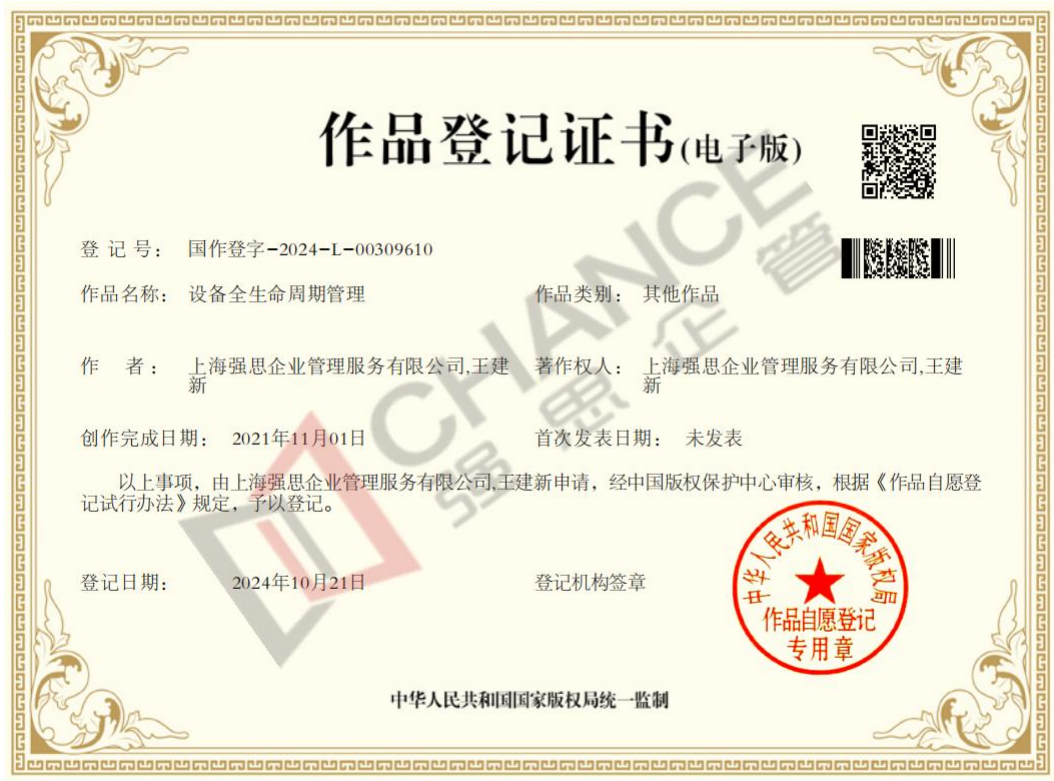 作品登记证书(电子版)
登 记 号： 国作登字-2024-L-00309610
作品名称： 设备全生命周期管理
作品类别： 其他作品
作 者： 上海强思企业管理服务有限公司,王建
新
著作权人： 上海强思企业管理服务有限公司,王建
新
创作完成日期： 2021年11月01日
首次发表日期： 未发表
以上事项，由上海强思企业管理服务有限公司,王建新申请，经中国版权保护中心审核，根据《作品自愿登
记试行办法》规定，予以登记。
登记日期： 2024年10月21日
登记机构签章
中华人民共和国国家版权局
作品自愿登记
专用章
中华人民共和国国家版权局统一监制
CHANCE
强思企管